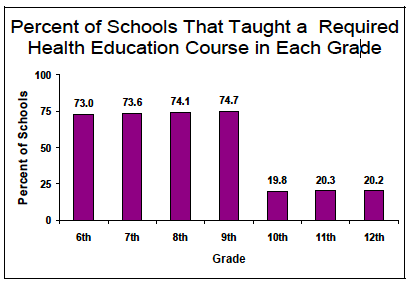 Percent of Schools That Taught a Required
Health Education Course in Each Grade
100
75
50
25
0
Percent of Schools
73.0
73.6
74.1
74.7
19.8
20.3
20.2
6th
7th
8th
9th
10th
11th
12th
Grade